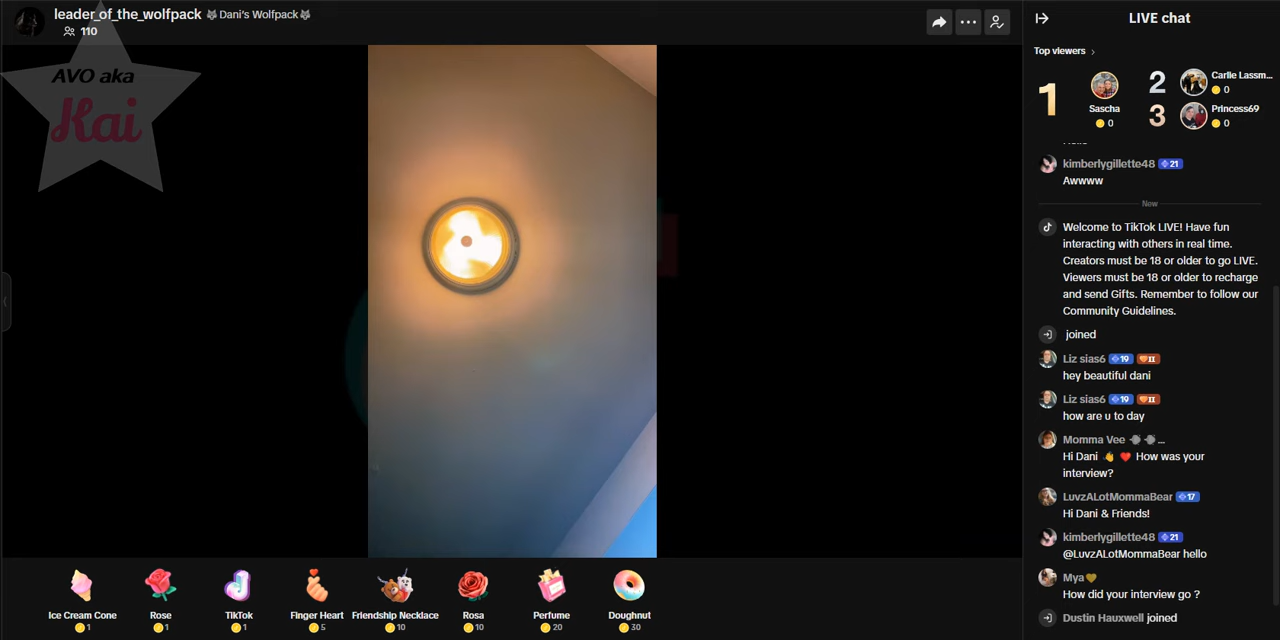 leader_of_the_wolfpack 🐺Dani's Wolfpack🐺
110
AVO aka
Kai
LIVE chat
Top viewers
1
Sascha
0
2
Carlie Lassm...
0
3
Princess69
0
kimberlygillette48 21
Awwww
New
Welcome to TikTok LIVE! Have fun
interacting with others in real time.
Creators must be 18 or older to go LIVE.
Viewers must be 18 or older to recharge
and send Gifts. Remember to follow our
Community Guidelines.
joined
Liz sias6 19 II
hey beautiful dani
Liz sias6 19 II
how are u to day
Momma Vee 🗣🗣...
Hi Dani 👋 ❤️ How was your
interview?
LuvzALotMommaBear 17
Hi Dani & Friends!
kimberlygillette48 21
@LuvzALotMommaBear hello
Mya🤎
How did your interview go ?
Dustin Hauxwell joined
Ice Cream Cone
1
Rose
1
TikTok
1
Finger Heart
5
Friendship Necklace
10
Rosa
10
Perfume
20
Doughnut
30